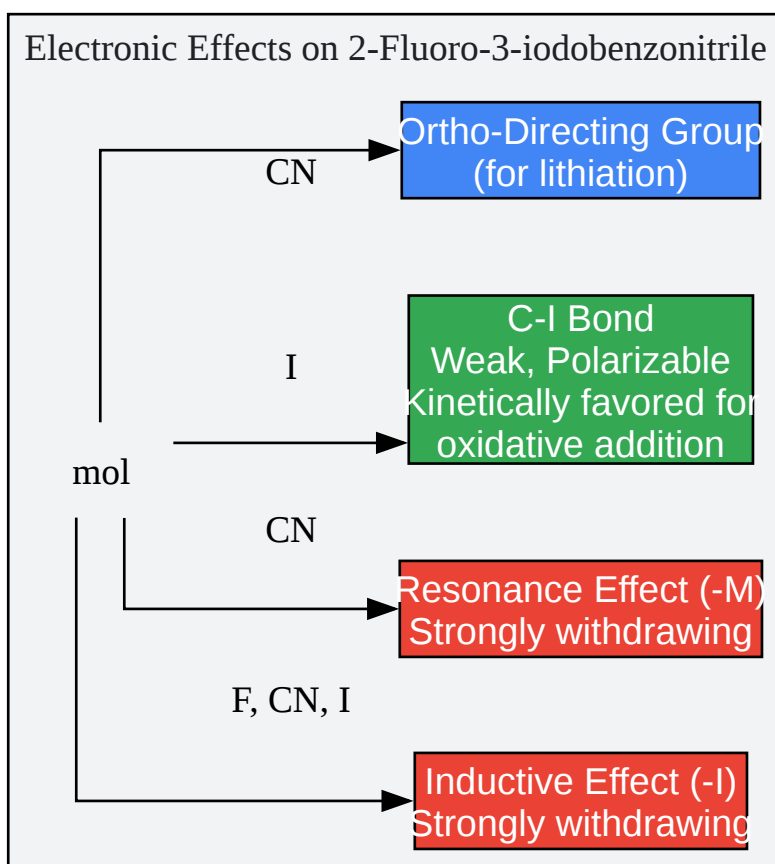 Electronic Effects on 2-Fluoro-3-iodobenzonitrile
Ortho-Directing Group
(for lithiation)
CN
C-I Bond
Weak, Polarizable
Kinetically favored for
oxidative addition
I
mol
CN
Resonance Effect (-M)
Strongly withdrawing
F, CN, I
Inductive Effect (-I)
Strongly withdrawing